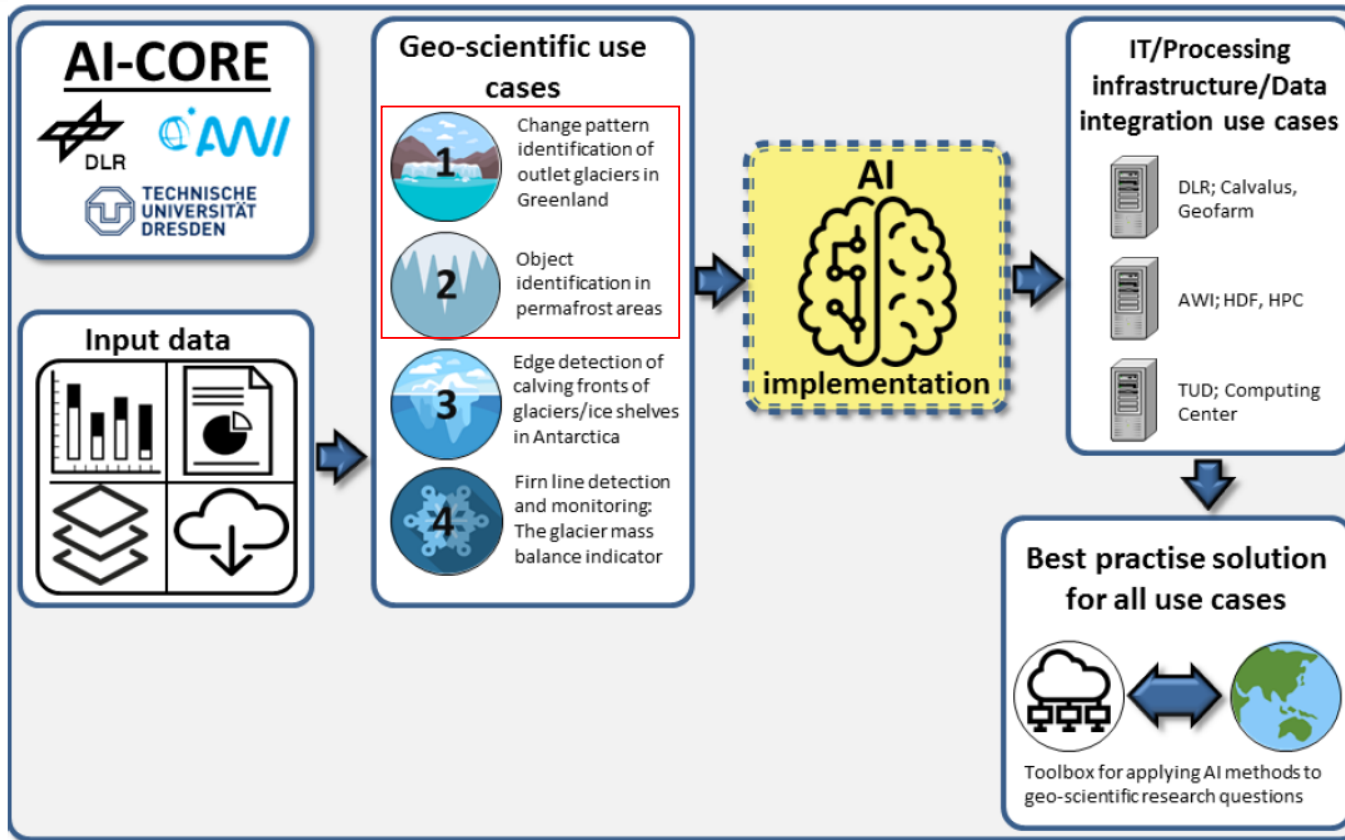 AI-CORE
DLR
AWI
TECHNISCHE
UNIVERSITÄT
DRESDEN
Input data
Geo-scientific use
cases
1
Change pattern
identification of
outlet glaciers in
Greenland
2
Object
identification in
permafrost areas
3
Edge detection of
calving fronts of
glaciers/ice shelves
in Antarctica
4
Firn line detection
and monitoring:
The glacier mass
balance indicator
AI
implementation
IT/Processing
infrastructure/Data
integration use cases
DLR; Calvalus,
Geofarm
AWI; HDF, HPC
TUD; Computing
Center
Best practise solution
for all use cases
Toolbox for applying AI methods to
geo-scientific research questions